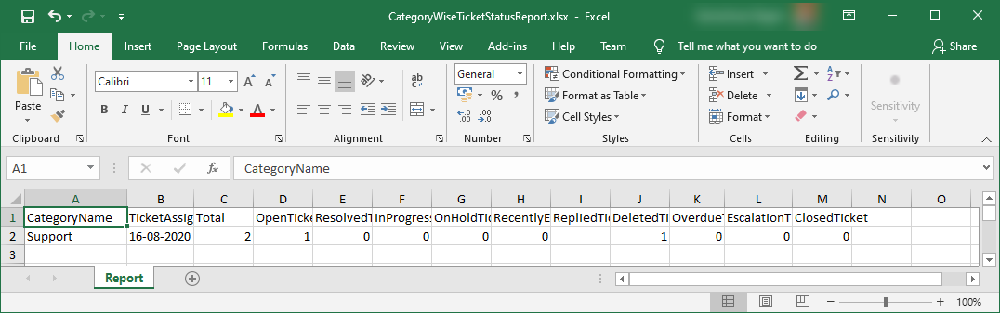 CategoryWiseTicketStatusReport.xlsx - Excel
File Home Insert Page Layout Formulas Data Review View Add-ins Help Team Tell me what you want to do Share
Calibri 11 General Conditional Formatting Insert
Paste Format as Table Delete Sensitivity
B I U A % , Cell Styles Format
Clipboard Font Alignment Number Styles Cells Editing Sensitivity
A1 fx CategoryName
A B C D E F G H I J K L M N O
1 CategoryName TicketAssig Total OpenTicke ResolvedT InProgress OnHoldTic RecentlyE RepliedTic DeletedTi OverdueT EscalationT ClosedTicket
2 Support 16-08-2020 2 1 0 0 0 0 1 0 0 0
3
Report
100%